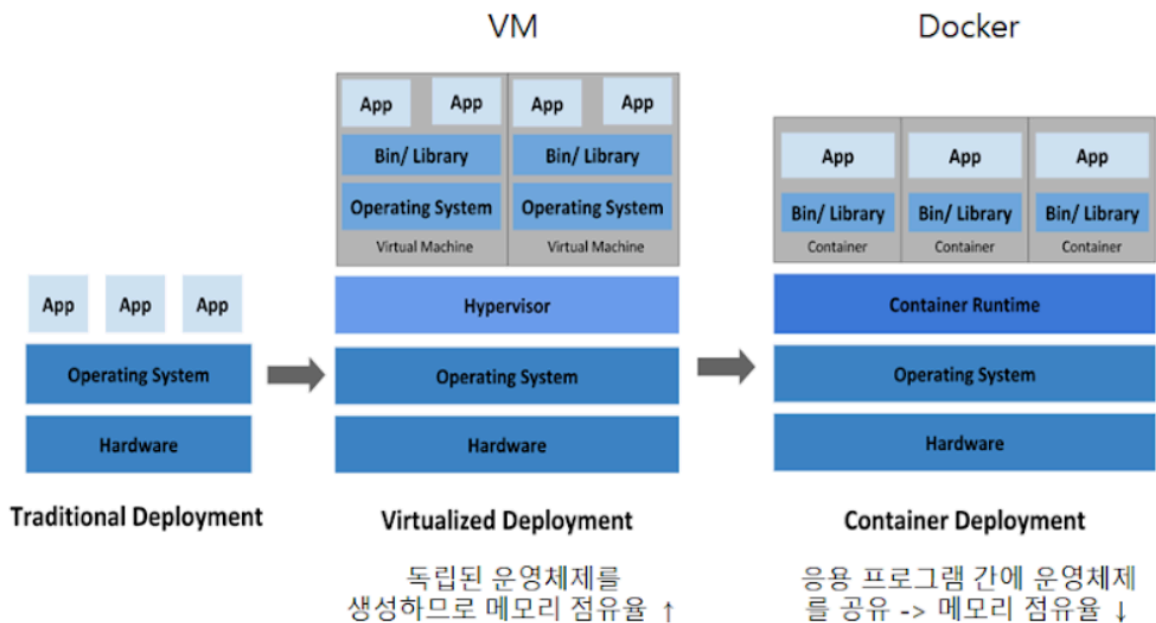 VM
Docker
App App App
Operating System
Hardware
Traditional Deployment
App App App App
Bin/ Library Bin/ Library
Operating System Operating System
Virtual Machine Virtual Machine
Hypervisor
Operating System
Hardware
Virtualized Deployment
독립된 운영체제를
생성하므로 메모리 점유율 ↑
App App App
Bin/ Library Bin/ Library Bin/ Library
Container Container Container
Container Runtime
Operating System
Hardware
Container Deployment
응용 프로그램 간에 운영체제
를 공유 -> 메모리 점유율 ↓